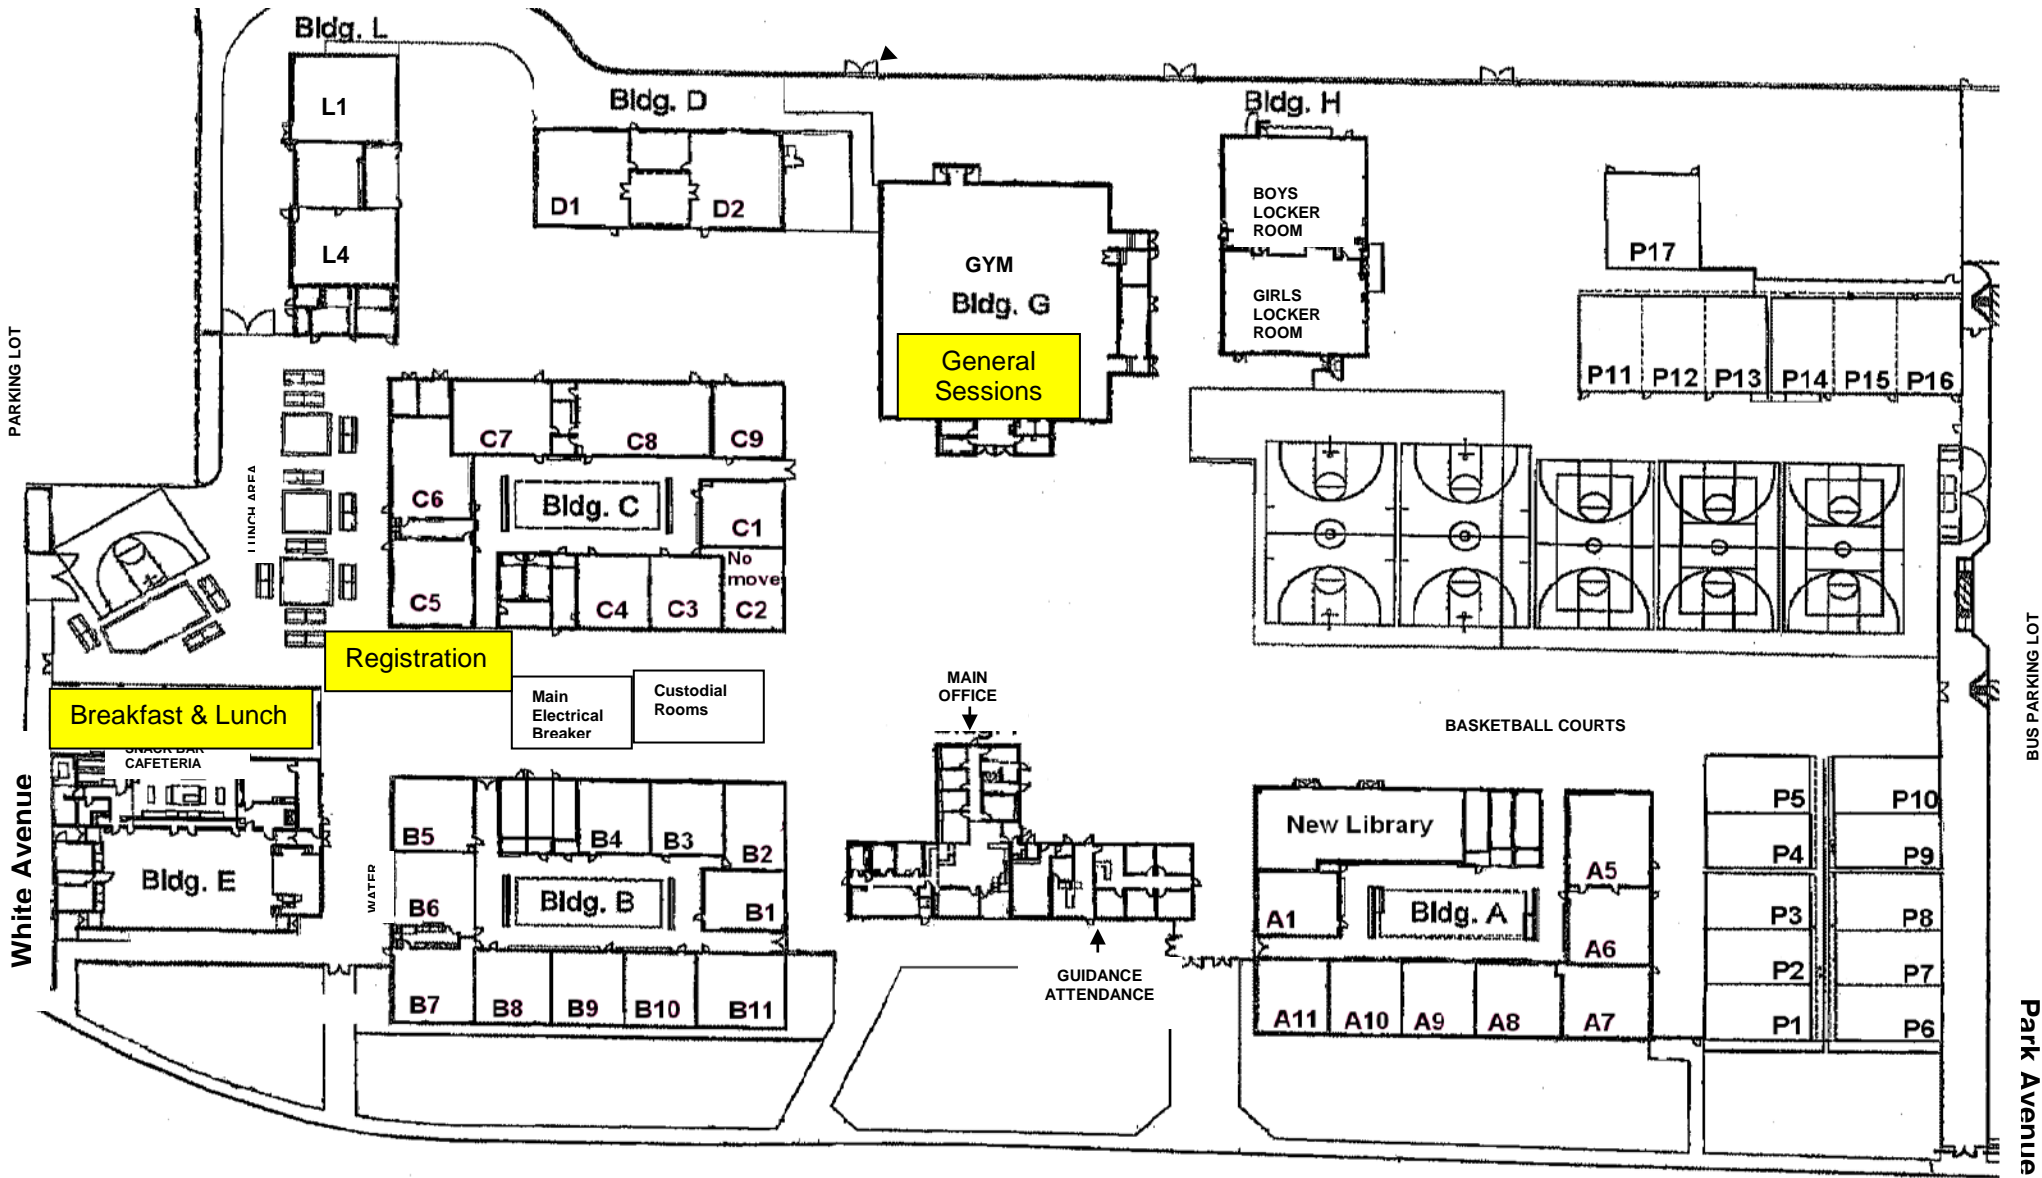 Bldg. L
L1
L4
Bldg. D
D1
D2
Bldg. H
BOYS
LOCKER
ROOM
GIRLS
LOCKER
ROOM
GYM
Bldg. G
General
Sessions
P17
P11
P12
P13
P14
P15
P16
PARKING LOT
LUNCH AREA
C7
C8
C9
C6
Bldg. C
C1
No
move
C5
C4
C3
C2
Registration
Breakfast & Lunch
Main
Electrical
Breaker
Custodial
Rooms
SNACK BAR
CAFETERIA
MAIN
OFFICE
BASKETBALL COURTS
BUS PARKING LOT
White Avenue
Bldg. E
WATER
B5
B4
B3
B2
B6
Bldg. B
B1
B7
B8
B9
B10
B11
GUIDANCE
ATTENDANCE
New Library
A5
A1
Bldg. A
A6
A11
A10
A9
A8
A7
P5
P10
P4
P9
P3
P8
P2
P7
P1
P6
Park Avenue